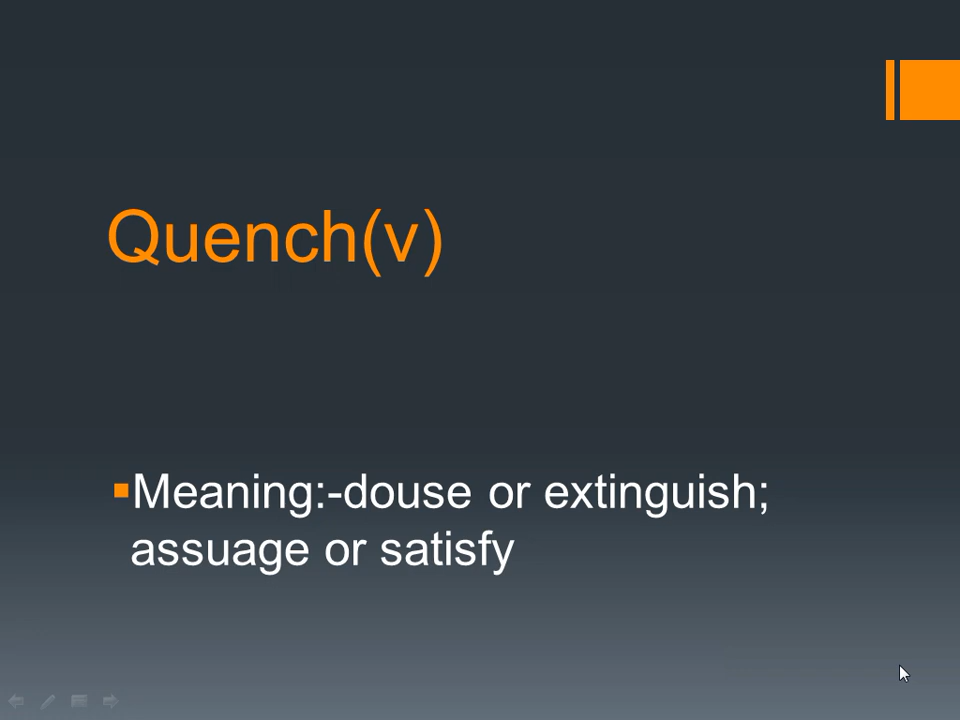 Quench(v)
Meaning:-douse or extinguish;
assuage or satisfy